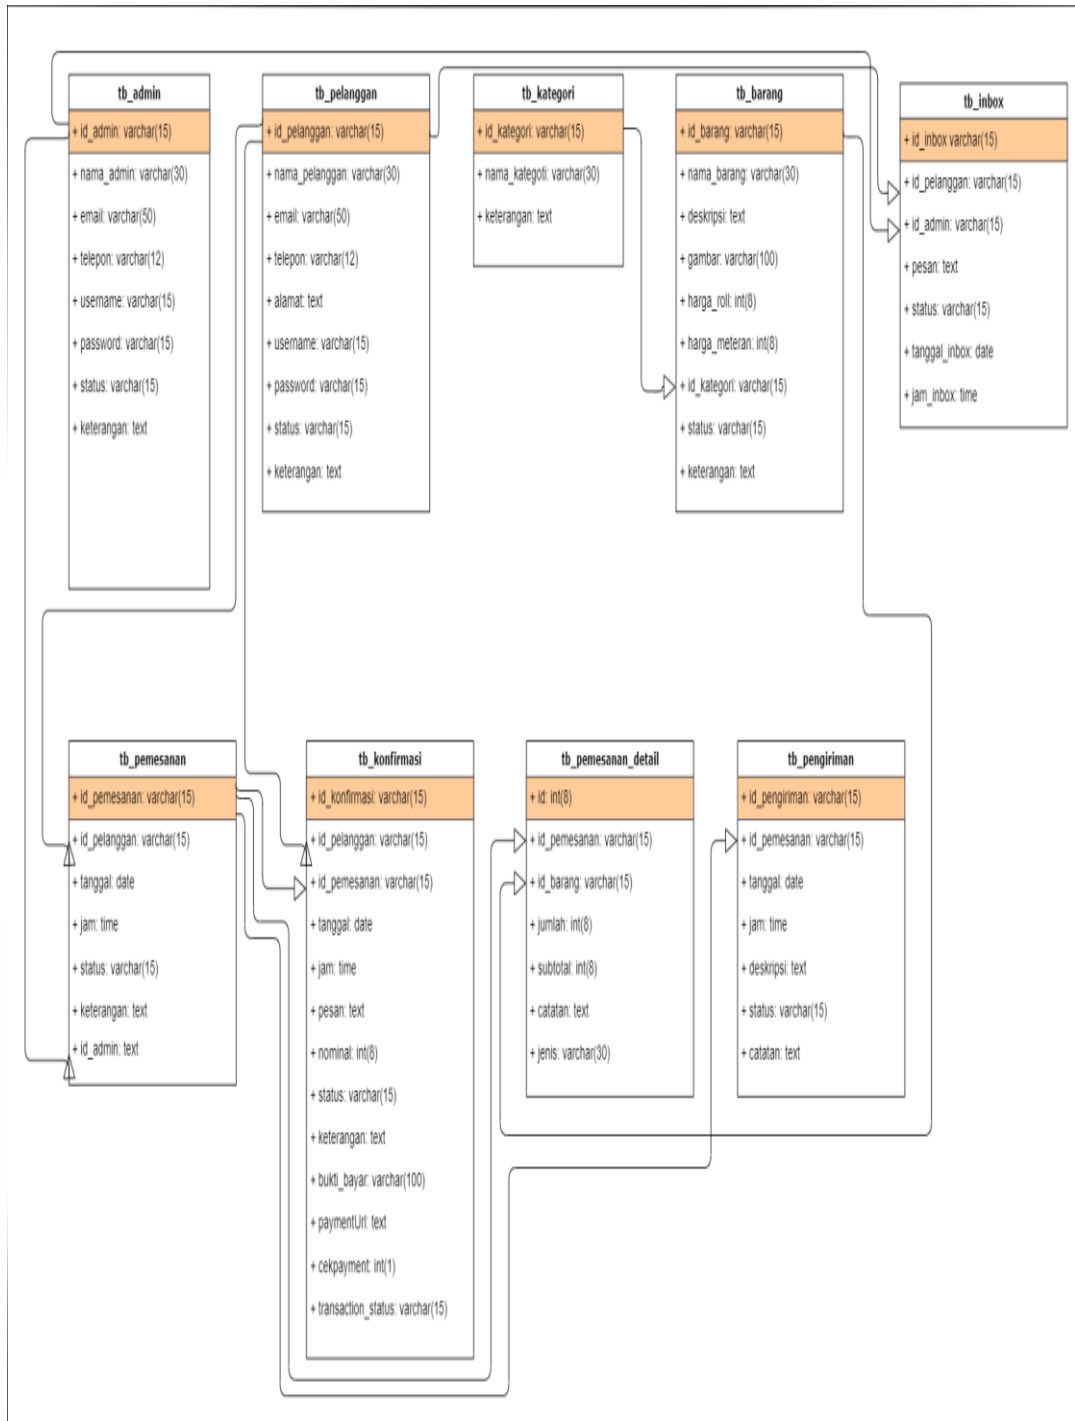 tb_admin
+ id_admin: varchar(15)
+ nama_admin: varchar(30)
+ email: varchar(50)
+ telepon: varchar(12)
+ username: varchar(15)
+ password: varchar(15)
+ status: varchar(15)
+ keterangan: text
tb_pelanggan
+ id_pelanggan: varchar(15)
+ nama_pelanggan: varchar(30)
+ email: varchar(50)
+ telepon: varchar(12)
+ alamat: text
+ username: varchar(15)
+ password: varchar(15)
+ status: varchar(15)
+ keterangan: text
tb_kategori
+ id_kategori: varchar(15)
+ nama_kategoti: varchar(30)
+ keterangan: text
tb_barang
+ id_barang: varchar(15)
+ nama_barang: varchar(30)
+ deskripsi: text
+ gambar: varchar(100)
+ harga_roll: int(8)
+ harga_meteran: int(8)
+ id_kategori: varchar(15)
+ status: varchar(15)
+ keterangan: text
tb_inbox
+ id_inbox varchar(15)
+ id_pelanggan: varchar(15)
+ id_admin: varchar(15)
+ pesan: text
+ status: varchar(15)
+ tanggal_inbox: date
+ jam_inbox: time
tb_pemesanan
+ id_pemesanan: varchar(15)
+ id_pelanggan: varchar(15)
+ tanggal: date
+ jam: time
+ status: varchar(15)
+ keterangan: text
+ id_admin: text
tb_konfirmasi
+ id_konfirmasi: varchar(15)
+ id_pelanggan: varchar(15)
+ id_pemesanan: varchar(15)
+ tanggal: date
+ jam: time
+ pesan: text
+ nominal: int(8)
+ status: varchar(15)
+ keterangan: text
+ bukti_bayar: varchar(100)
+ paymentUrl: text
+ cekpayment: int(1)
+ transaction_status: varchar(15)
tb_pemesanan_detail
+ id: int(8)
+ id_pemesanan: varchar(15)
+ id_barang: varchar(15)
+ jumlah: int(8)
+ subtotal: int(8)
+ catatan: text
+ jenis: varchar(30)
tb_pengiriman
+ id_pengiriman: varchar(15)
+ id_pemesanan: varchar(15)
+ tanggal: date
+ jam: time
+ deskripsi: text
+ status: varchar(15)
+ catatan: text